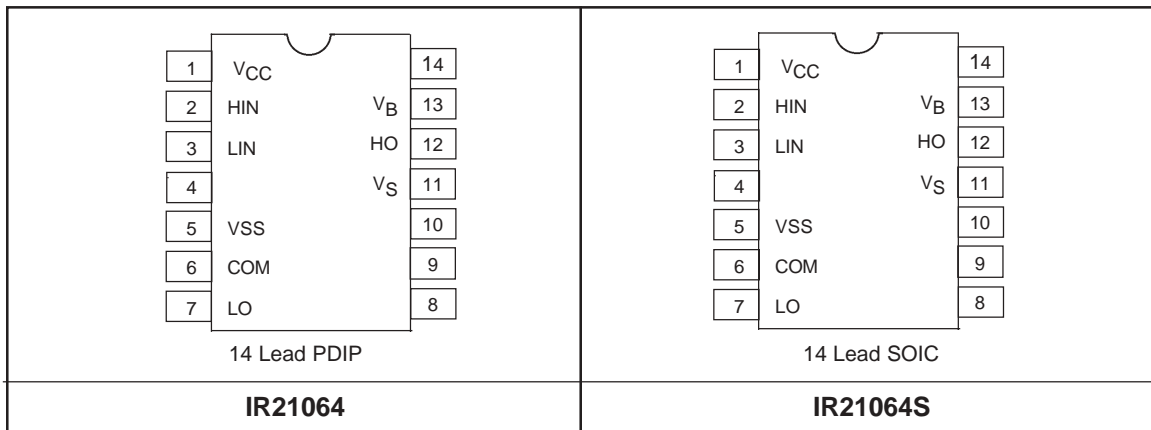 1 VCC 14
2 HIN VB 13
3 LIN HO 12
4 VS 11
5 VSS 10
6 COM 9
7 LO 8
14 Lead PDIP
IR21064
1 VCC 14
2 HIN VB 13
3 LIN HO 12
4 VS 11
5 VSS 10
6 COM 9
7 LO 8
14 Lead SOIC
IR21064S